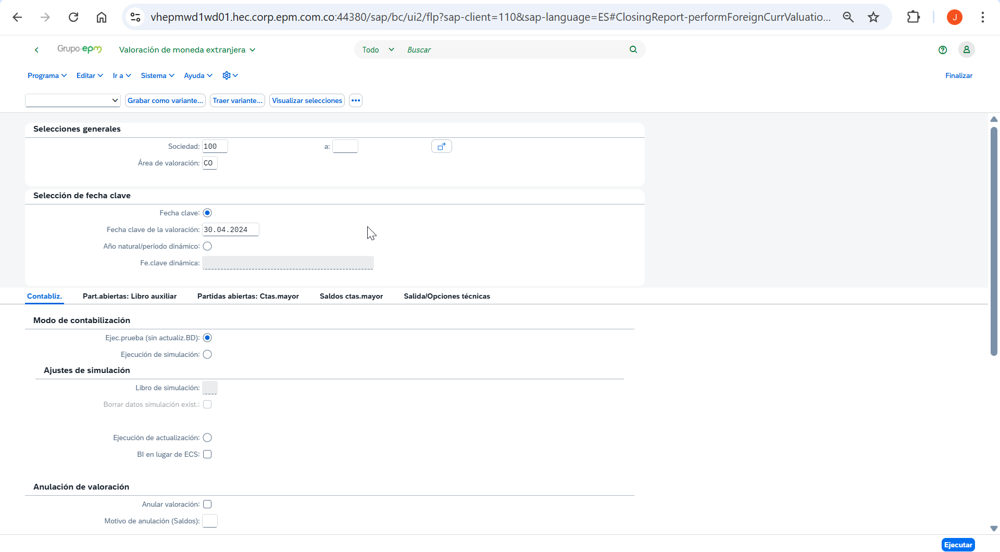 vhepmwd1wd01.hec.corp.epm.com.co:44380/sap/bc/ui2/flp?sap-client=110&sap-language=ES#ClosingReport-performForeignCurrValuatio...
J
Grupo·epm
Valoración de moneda extranjera
Todo
Buscar
Programa
Editar
Ir a
Sistema
Ayuda
Finalizar
Grabar como variante...
Traer variante...
Visualizar selecciones
Selecciones generales
Sociedad: 100 a:
Área de valoración: CO
Selección de fecha clave
Fecha clave:
Fecha clave de la valoración: 30.04.2024
Año natural/período dinámico:
Fe.clave dinámica:
Contabliz.
Part.abiertas: Libro auxiliar
Partidas abiertas: Ctas.mayor
Saldos ctas.mayor
Salida/Opciones técnicas
Modo de contabilización
Ejec.prueba (sin actualiz.BD):
Ejecución de simulación:
Ajustes de simulación
Libro de simulación:
Borrar datos simulación exist.:
Ejecución de actualización:
BI en lugar de ECS:
Anulación de valoración
Anular valoración:
Motivo de anulación (Saldos):
Ejecutar